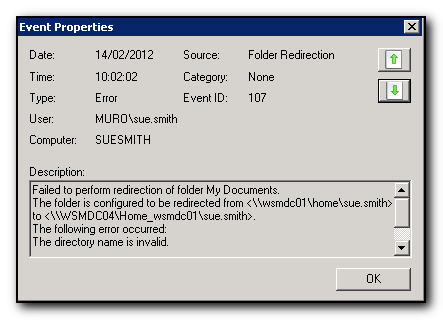 Event Properties
Date: 14/02/2012 Source: Folder Redirection
Time: 10:02:02 Category: None
Type: Error Event ID: 107
User: MURO\sue.smith
Computer: SUESMITH
Description:
Failed to perform redirection of folder My Documents.
The folder is configured to be redirected from <\\wsmdc01\home\sue.smith>
to <\\WSMDC04\Home_wsmdc01\sue.smith>.
The following error occurred:
The directory name is invalid.
OK